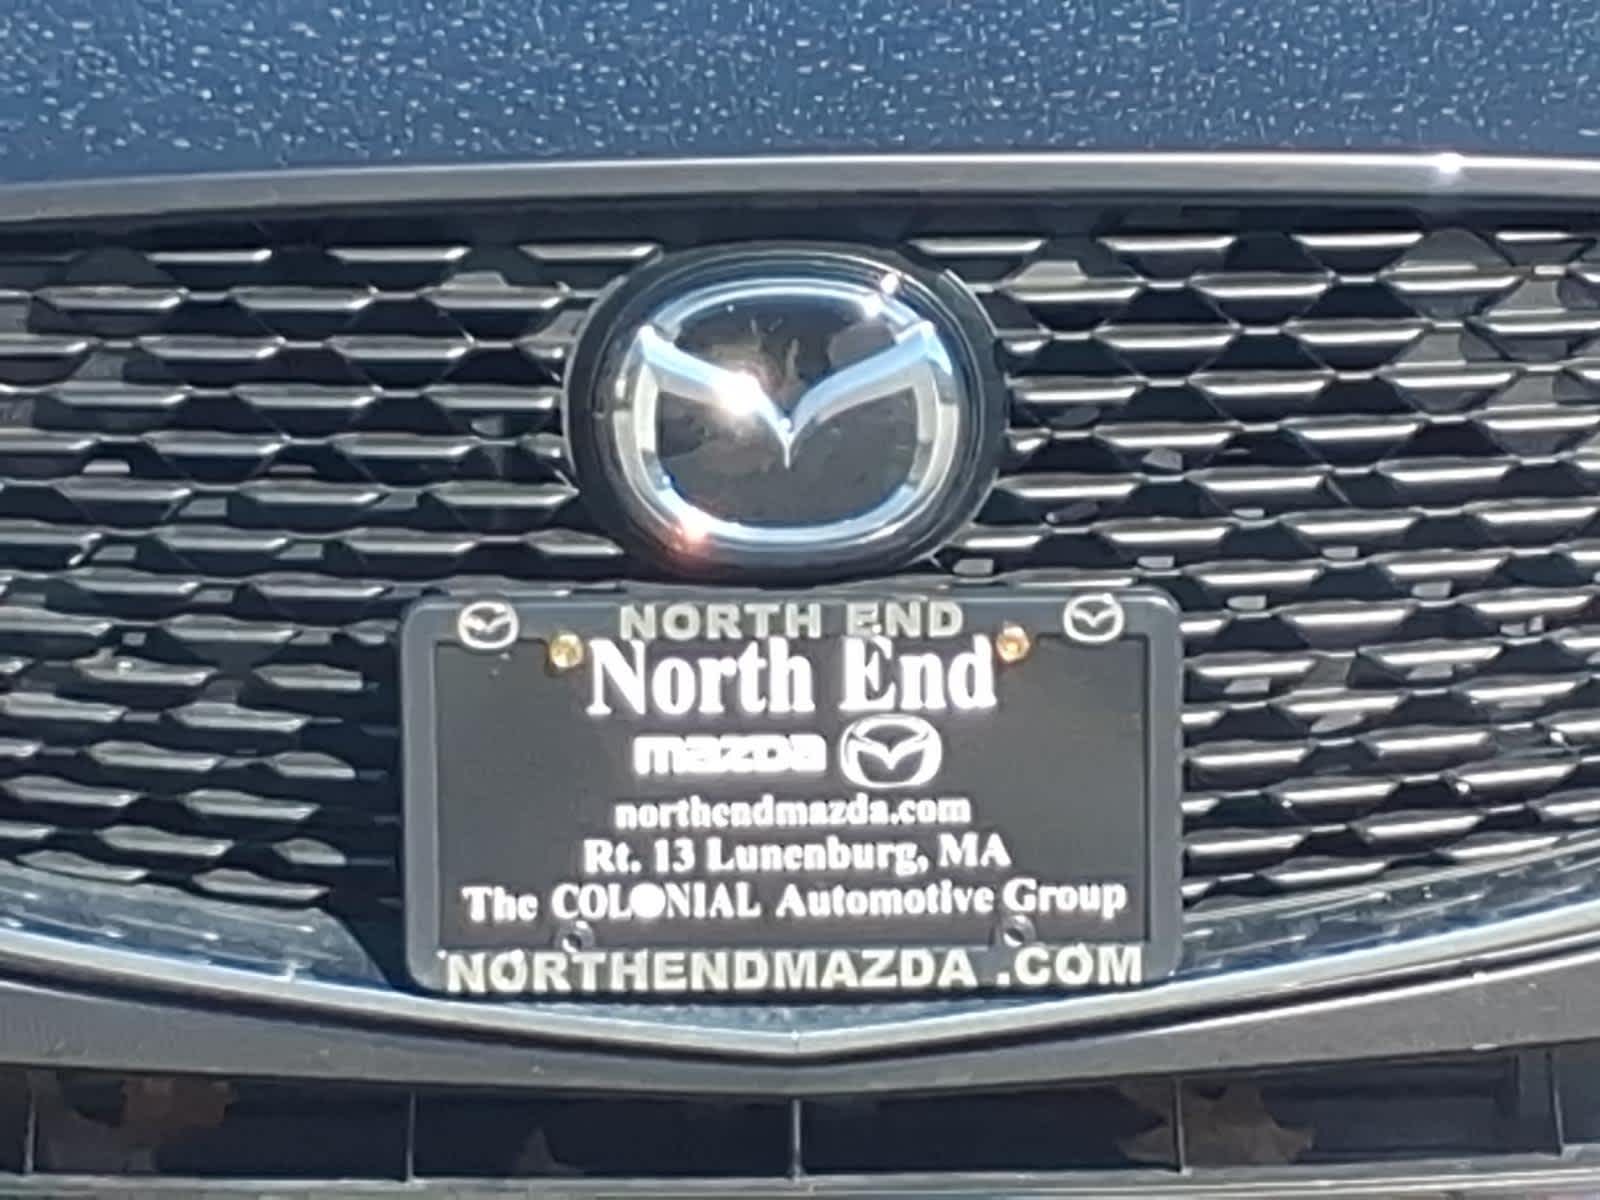 NORTH END
North End
mazda
northendmazda.com
Rt. 13 Lunenburg, MA
The COLONIAL Automotive Group
NORTHENDMAZDA .COM